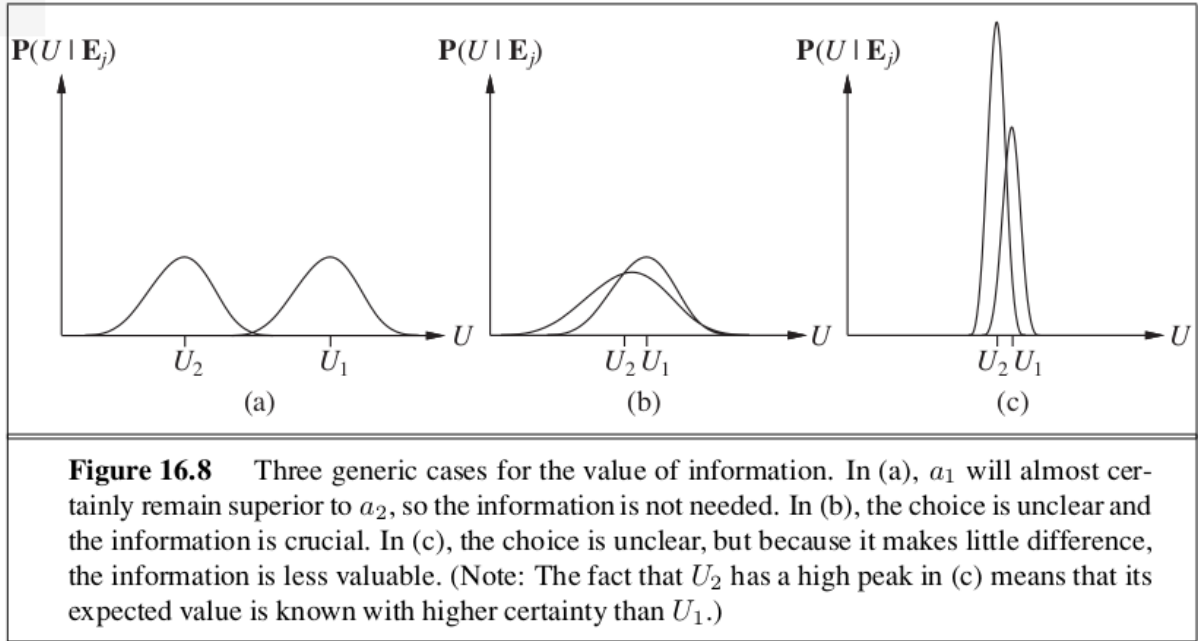 P(U | E_j) P(U | E_j) P(U | E_j)
U U U
U₂ U₁ U₂ U₁ U₂ U₁
(a) (b) (c)
Figure 16.8 Three generic cases for the value of information. In (a), a₁ will almost cer-
tainly remain superior to a₂, so the information is not needed. In (b), the choice is unclear and
the information is crucial. In (c), the choice is unclear, but because it makes little difference,
the information is less valuable. (Note: The fact that U₂ has a high peak in (c) means that its
expected value is known with higher certainty than U₁.)